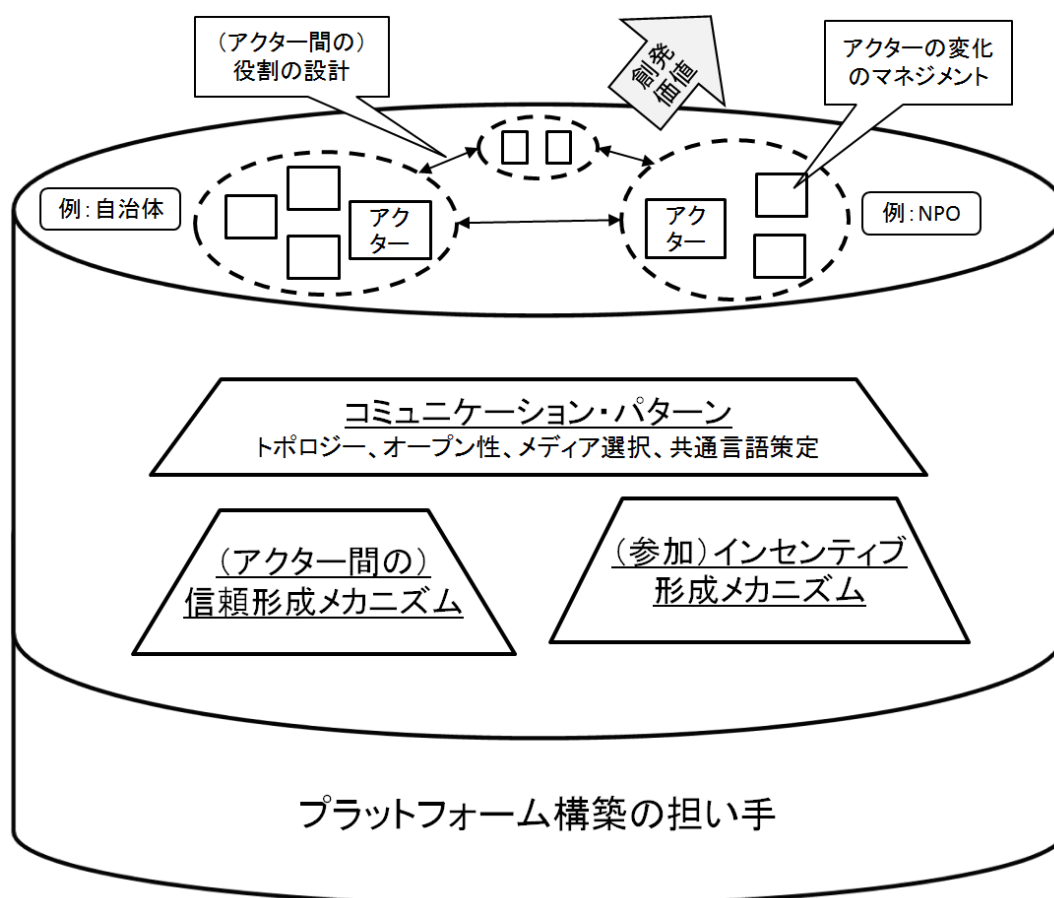 （アクター間の）
役割の設計
創発
価値
アクターの変化
のマネジメント
例：自治体
アク
ター
アク
ター
例：NPO
コミュニケーション・パターン
トポロジー、オープン性、メディア選択、共通言語策定
（アクター間の）
信頼形成メカニズム
（参加）インセンティブ
形成メカニズム
プラットフォーム構築の担い手